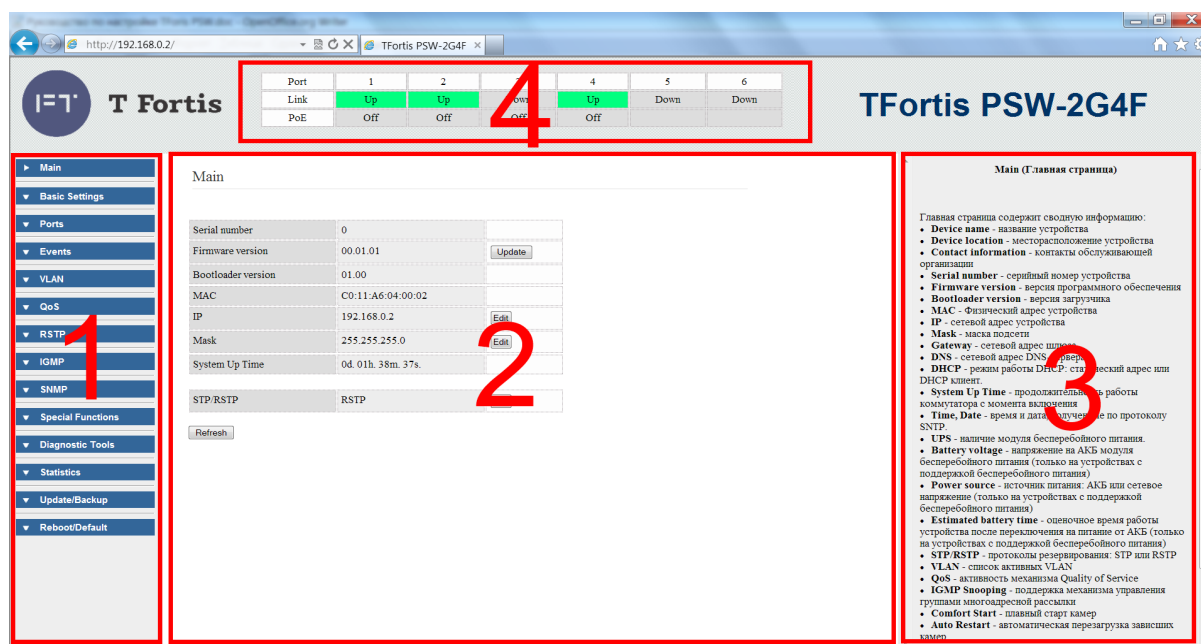 Руководство по настройке TFortis PSW.doc - OpenOffice.org Writer
http://192.168.0.2/
TFortis PSW-2G4F
T Fortis
Port 1 2 3 4 5 6
Link Up Up Down Up Down Down
PoE Off Off Off Off
4
TFortis PSW-2G4F
Main
Basic Settings
Ports
Events
VLAN
QoS
RSTP
IGMP
SNMP
Special Functions
Diagnostic Tools
Statistics
Update/Backup
Reboot/Default
1
Main
Serial number 0
Firmware version 00.01.01 Update
Bootloader version 01.00
MAC C0:11:A6:04:00:02
IP 192.168.0.2 Edit
Mask 255.255.255.0 Edit
System Up Time 0d. 01h. 38m. 37s.
STP/RSTP RSTP
Refresh
2
Main (Главная страница)
Главная страница содержит сводную информацию:
• Device name - название устройства
• Device location - месторасположение устройства
• Contact information - контакты обслуживающей
организации
• Serial number - серийный номер устройства
• Firmware version - версия программного обеспечения
• Bootloader version - версия загрузчика
• MAC - Физический адрес устройства
• IP - сетевой адрес устройства
• Mask - маска подсети
• Gateway - сетевой адрес шлюза
• DNS - сетевой адрес DNS-сервера
• DHCP - режим работы DHCP: статический адрес или
DHCP клиент.
• System Up Time - продолжительность работы
коммутатора с момента включения
• Time, Date - время и дата, полученные по протоколу
SNTP.
• UPS - наличие модуля бесперебойного питания.
• Battery voltage - напряжение на АКБ модуля
бесперебойного питания (только на устройствах с
поддержкой бесперебойного питания)
• Power source - источник питания: АКБ или сетевое
напряжение (только на устройствах с поддержкой
бесперебойного питания)
• Estimated battery time - оценочное время работы
устройства после переключения на питание от АКБ (только
на устройствах с поддержкой бесперебойного питания)
• STP/RSTP - протоколы резервирования: STP или RSTP
• VLAN - список активных VLAN
• QoS - активность механизма Quality of Service
• IGMP Snooping - поддержка механизма управления
группами многоадресной рассылки
• Comfort Start - плавный старт камер
• Auto Restart - автоматическая перезагрузка зависших
камер
3